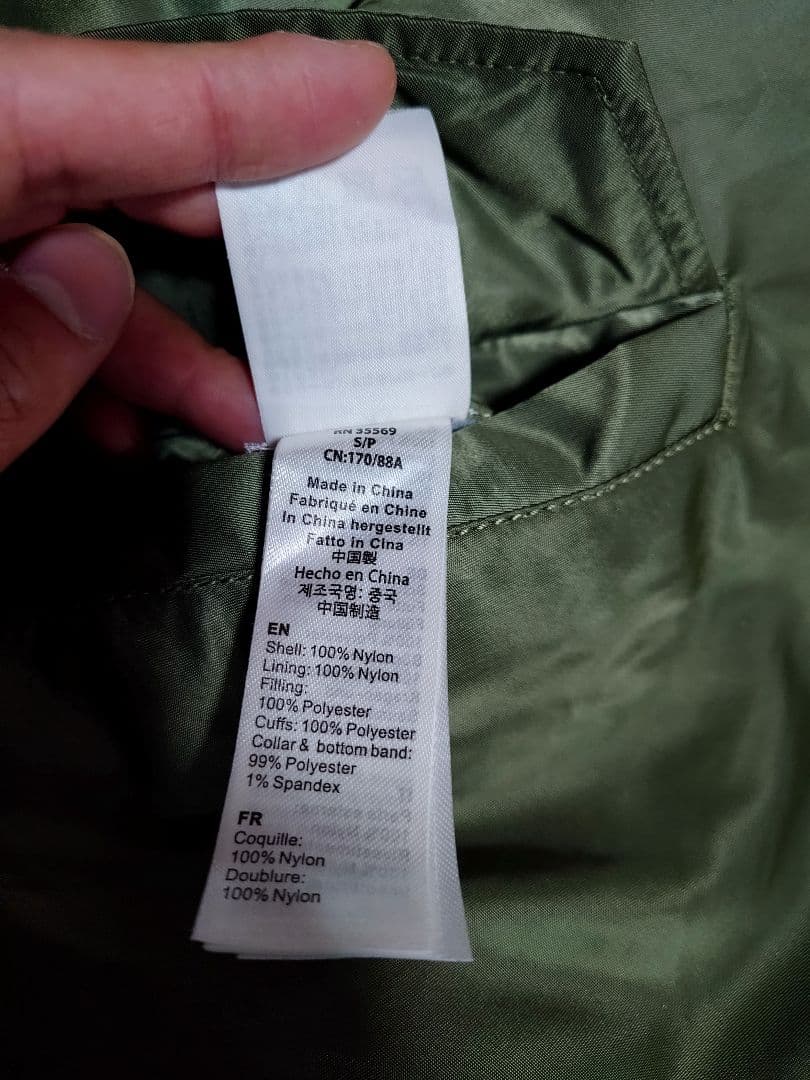 RN 35569
S/P
CN:170/88A
Made in China
Fabriqué en Chine
In China hergestellt
Fatto in Cina
中国製
Hecho en China
제조국명: 중국
中国制造
EN
Shell: 100% Nylon
Lining: 100% Nylon
Filling:
100% Polyester
Cuffs: 100% Polyester
Collar & bottom band:
99% Polyester
1% Spandex
FR
Coquille:
100% Nylon
Doublure:
100% Nylon